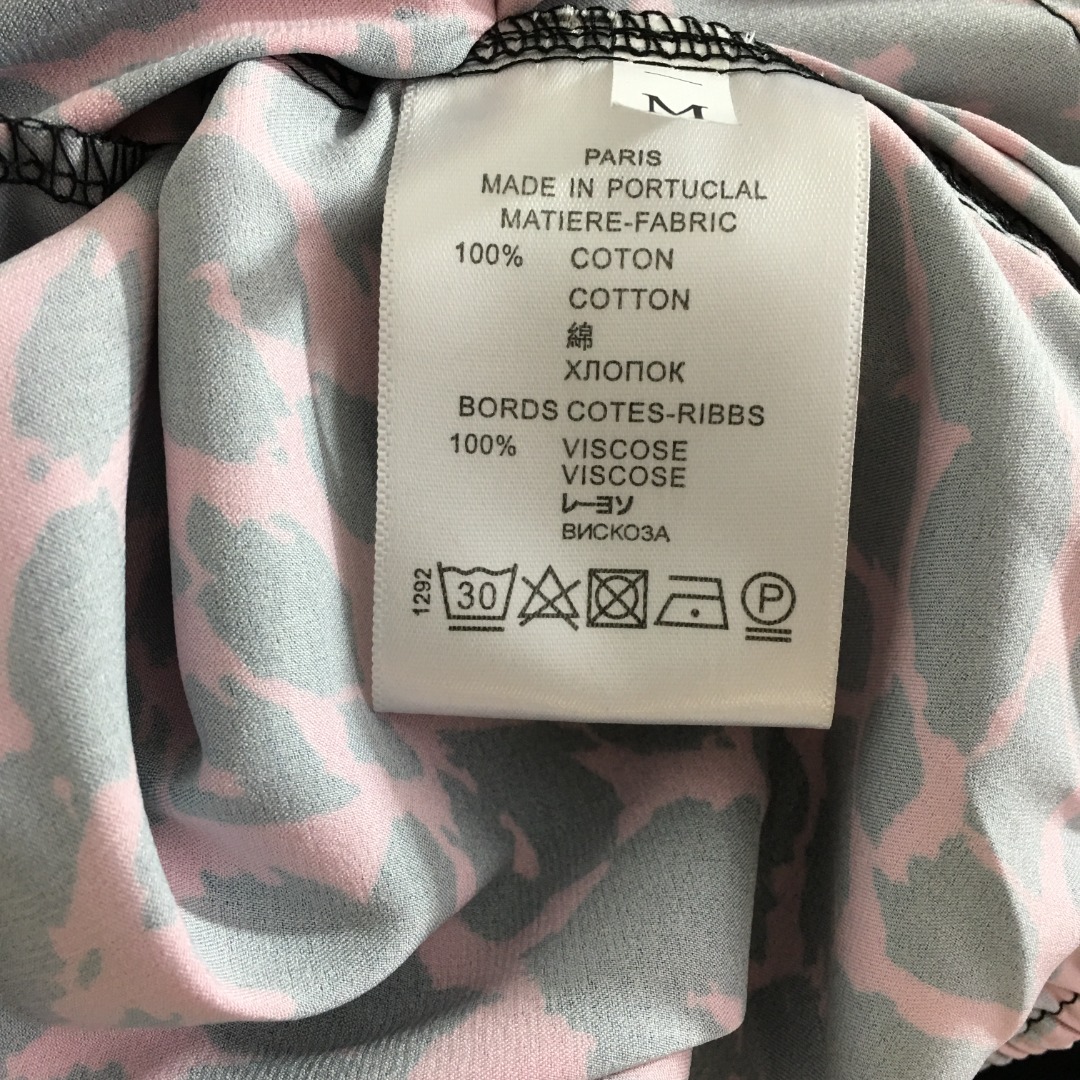 M
PARIS
MADE IN PORTUCLAL
MATIERE-FABRIC
100% COTON
COTTON
綿
ХЛОПОК
BORDS COTES-RIBBS
100% VISCOSE
VISCOSE
レーヨソ
ВИСКОЗА
1292
30
P